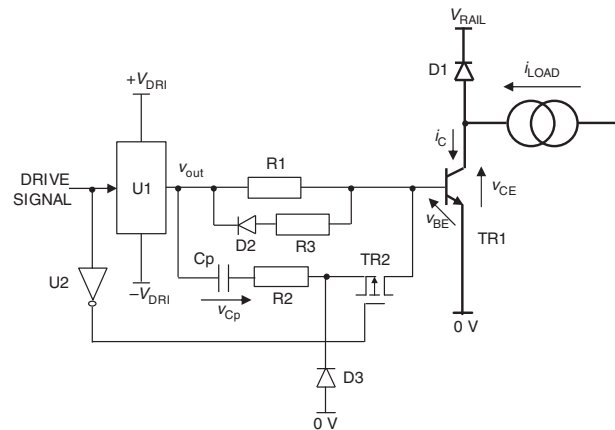 V_RAIL
D1
i_LOAD
+V_DRI
i_C
DRIVE
SIGNAL
U1
v_out
R1
v_CE
D2
R3
v_BE
TR1
U2
−V_DRI
Cp
R2
TR2
v_Cp
0 V
D3
0 V